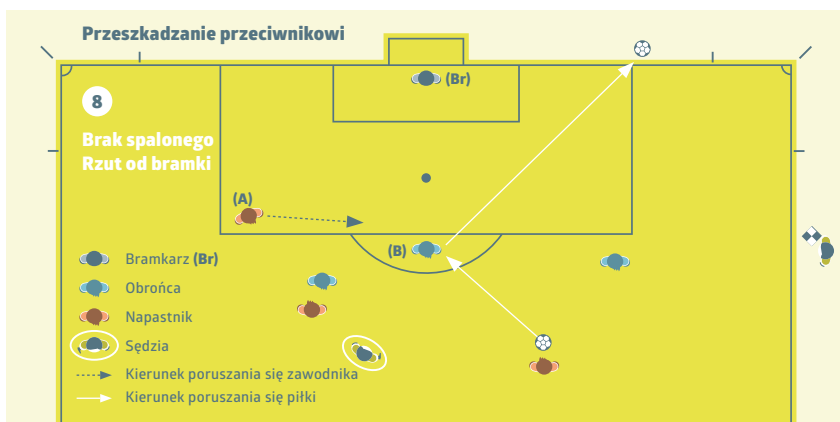 Przeszkadzanie przeciwnikowi
(Br)
8
Brak spalonego
Rzut od bramki
(A)
(B)
Bramkarz (Br)
Obrońca
Napastnik
Sędzia
Kierunek poruszania się zawodnika
Kierunek poruszania się piłki